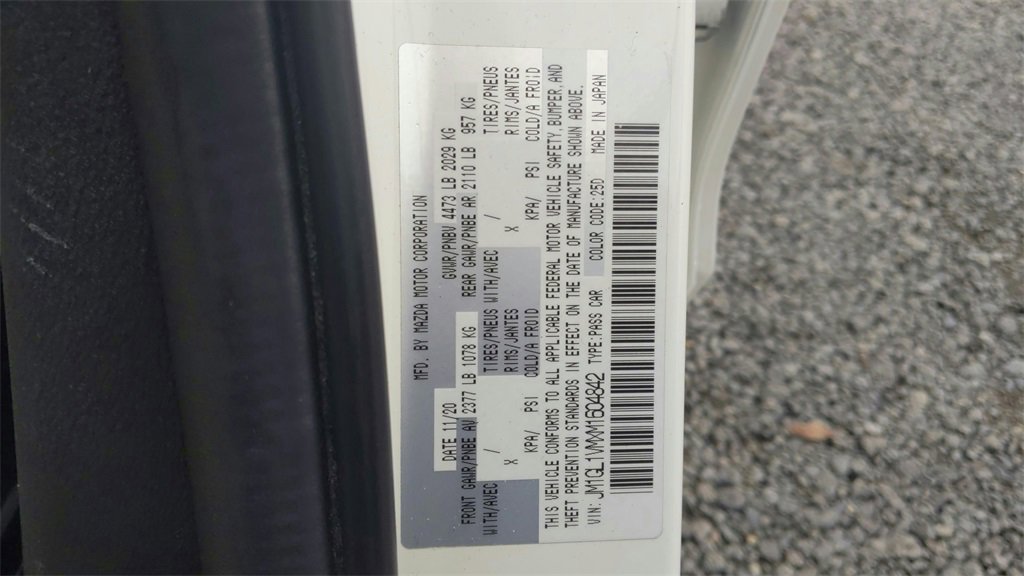 MFD. BY MAZDA MOTOR CORPORATION
DATE 11/20 GVWR/PNBV 4473 LB 2029 KG
FRONT GAWR/PNBE AV 2377 LB 1078 KG REAR GAWR/PNBE AR 2110 LB 957 KG
WITH/AVEC / TIRES/PNEUS WITH/AVEC / TIRES/PNEUS
X RIMS/JANTES X RIMS/JANTES
KPA/ PSI COLD/A FROID KPA/ PSI COLD/A FROID
THIS VEHICLE CONFORMS TO ALL APPLICABLE FEDERAL MOTOR VEHICLE SAFETY, BUMPER, AND
THEFT PREVENTION STANDARDS IN EFFECT ON THE DATE OF MANUFACTURE SHOWN ABOVE.
VIN: JM1GL1VMXM1604842 TYPE:PASS CAR COLOR CODE:25D MADE IN JAPAN